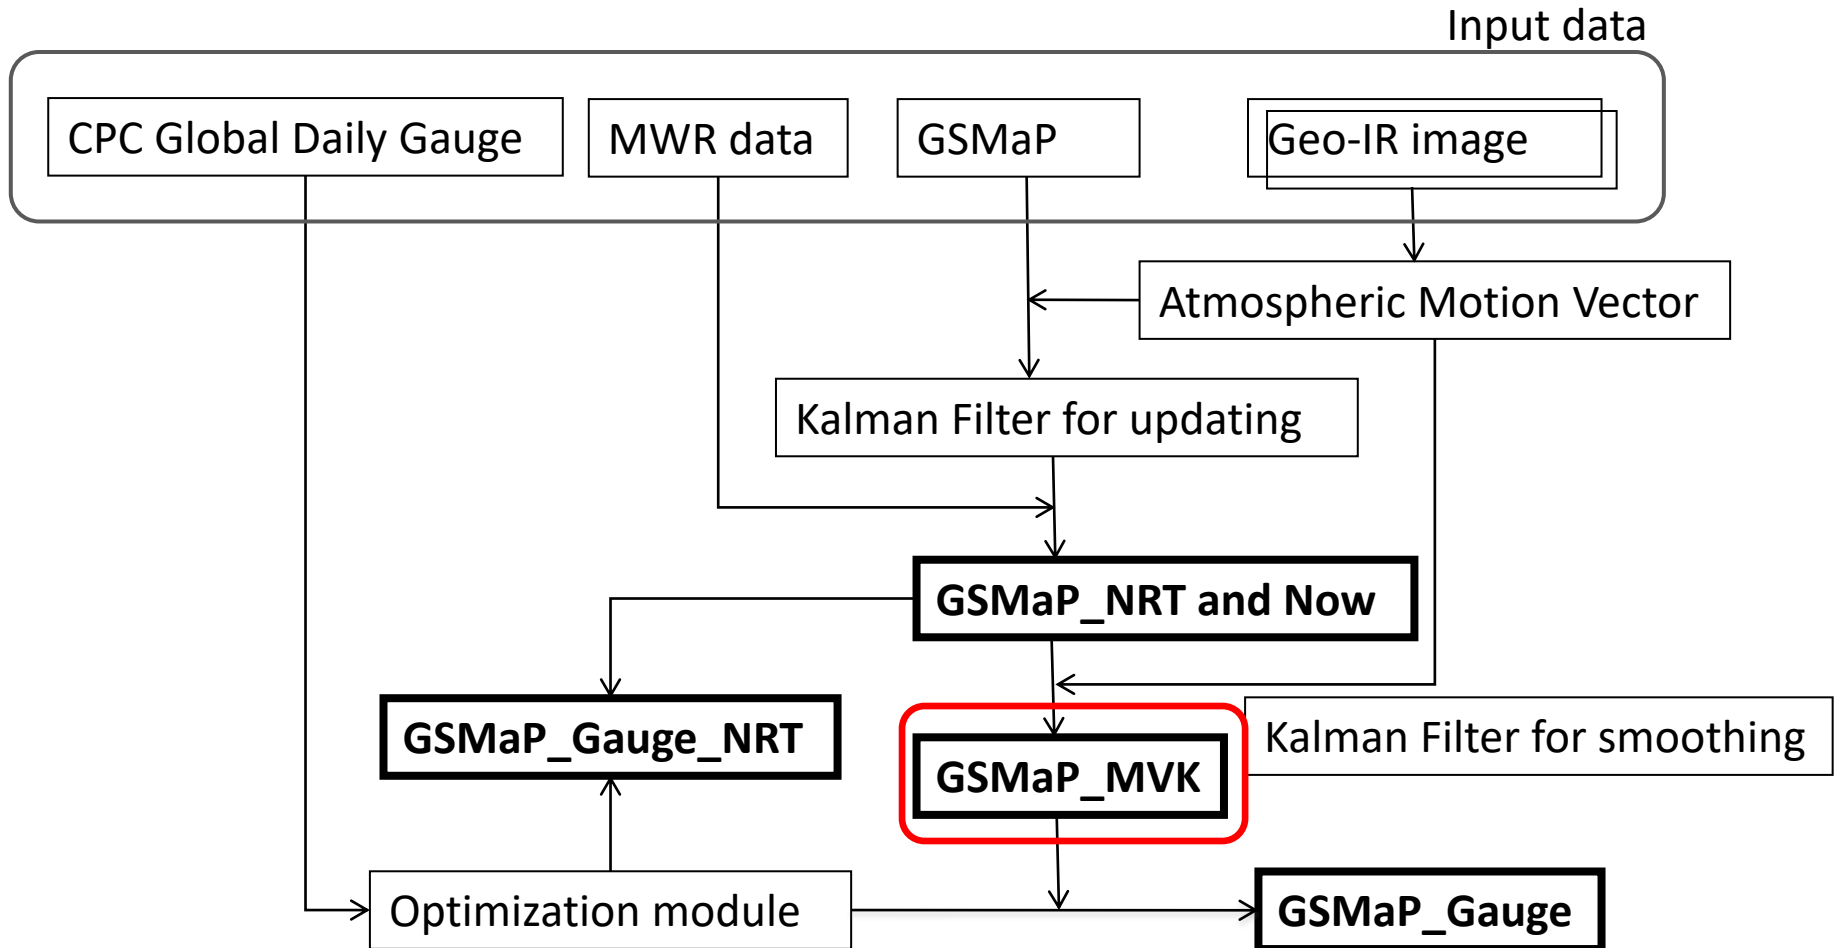 Input data
CPC Global Daily Gauge
MWR data
GSMaP
Geo-IR image
Atmospheric Motion Vector
Kalman Filter for updating
GSMaP_NRT and Now
GSMaP_Gauge_NRT
Kalman Filter for smoothing
GSMaP_MVK
Optimization module
GSMaP_Gauge